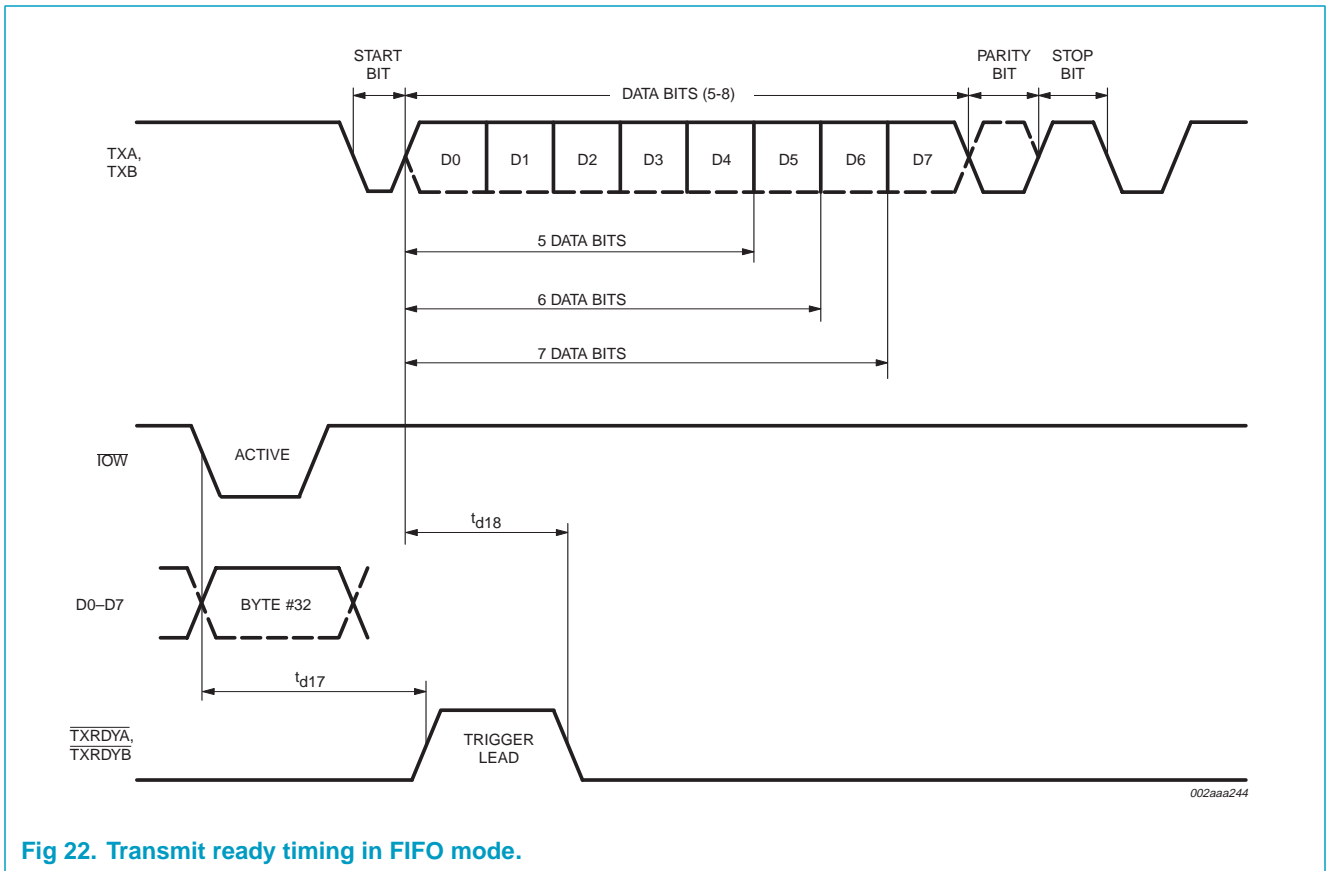 START
BIT
DATA BITS (5-8)
PARITY
BIT
STOP
BIT
TXA,
TXB
D0 D1 D2 D3 D4 D5 D6 D7
5 DATA BITS
6 DATA BITS
7 DATA BITS
IOW
ACTIVE
td18
D0–D7
BYTE #32
td17
TXRDYA,
TXRDYB
TRIGGER
LEAD
002aaa244
Fig 22. Transmit ready timing in FIFO mode.